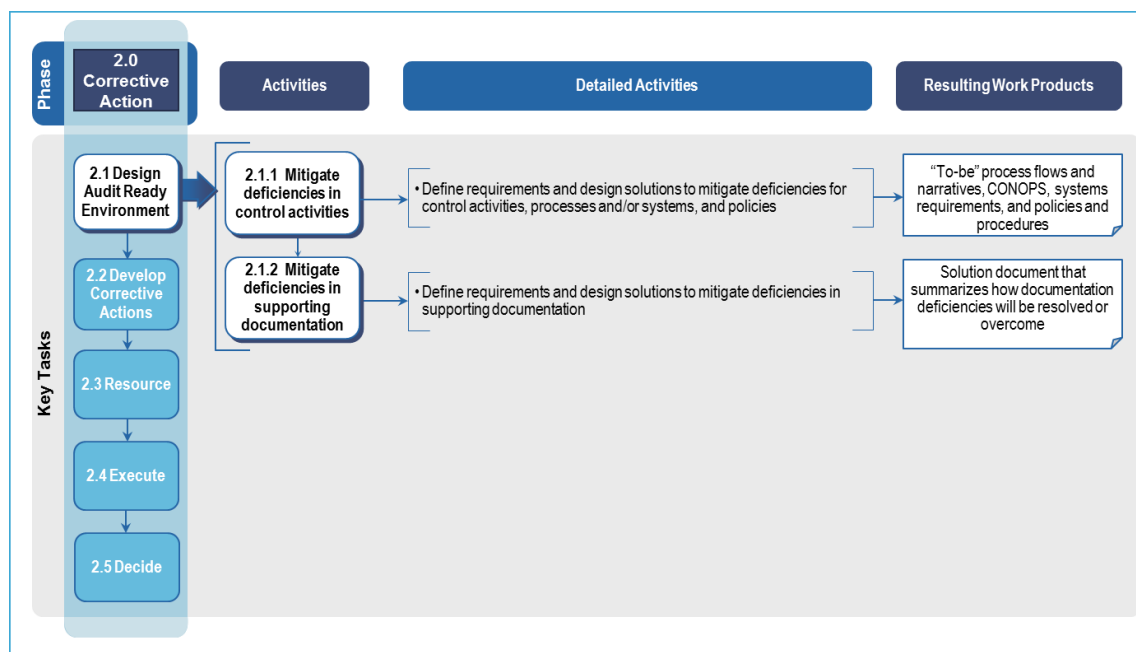 Phase
2.0
Corrective
Action
Activities
Detailed Activities
Resulting Work Products
Key Tasks
2.1 Design
Audit Ready
Environment
2.1.1 Mitigate
deficiencies in
control activities
• Define requirements and design solutions to mitigate deficiencies for
control activities, processes and/or systems, and policies
“To-be” process flows and
narratives, CONOPS, systems
requirements, and policies and
procedures
2.2 Develop
Corrective
Actions
2.1.2 Mitigate
deficiencies in
supporting
documentation
• Define requirements and design solutions to mitigate deficiencies in
supporting documentation
Solution document that
summarizes how documentation
deficiencies will be resolved or
overcome
2.3 Resource
2.4 Execute
2.5 Decide